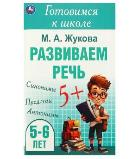 Готовимся
к школе
М. А. Жукова
РАЗВИВАЕМ
РЕЧЬ
Синонимы
5+
Предлоги
Антонимы
5-6
ЛЕТ